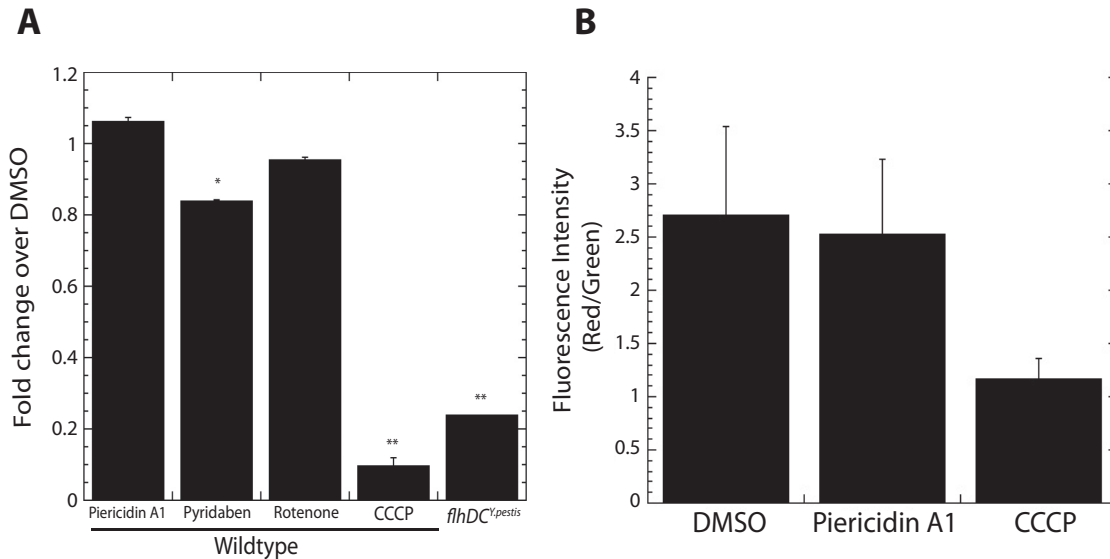 A
Fold change over DMSO
1.2
1
0.8
0.6
0.4
0.2
0
*
**
**
Piericidin A1 Pyridaben Rotenone CCCP flhDC^Y.pestis
Wildtype
B
Fluorescence Intensity
(Red/Green)
4
3.5
3
2.5
2
1.5
1
0.5
0
DMSO Piericidin A1 CCCP